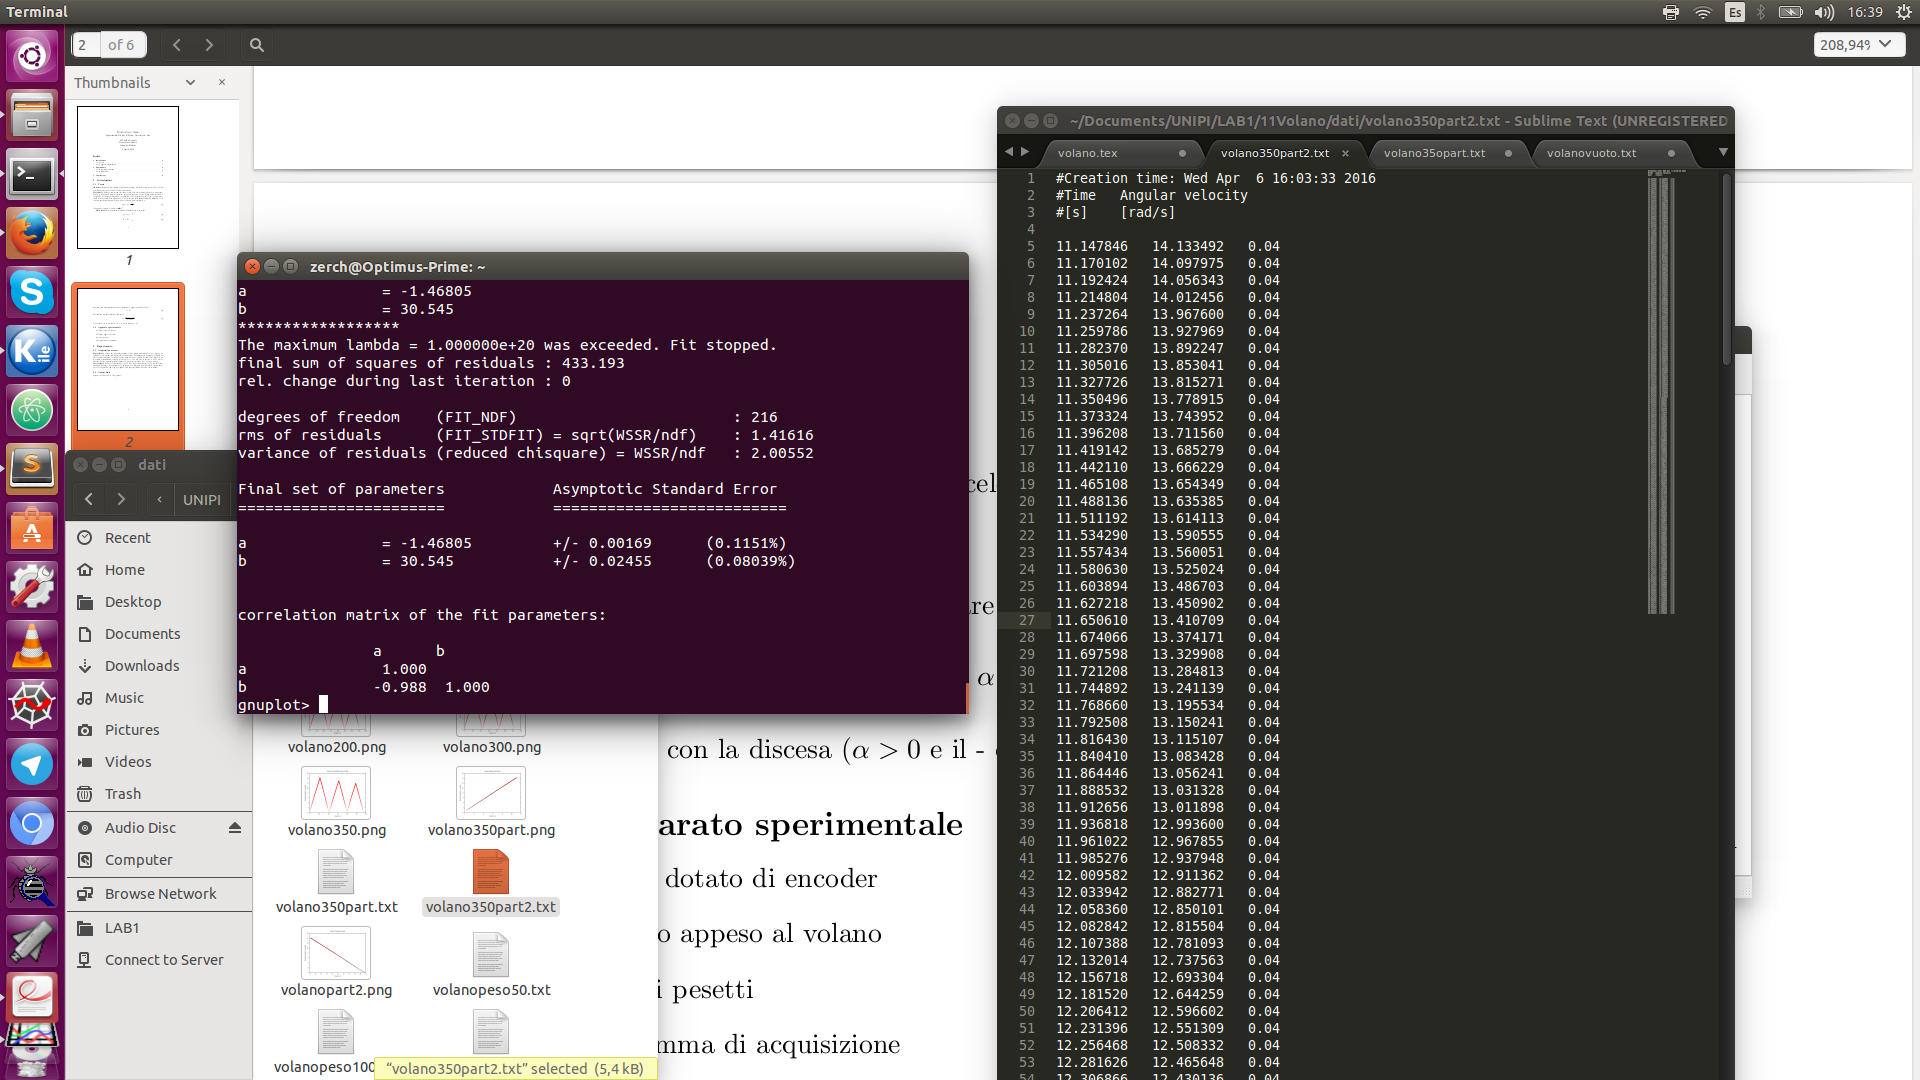 Terminal
Es
16:39
2 of 6
208,94%
Thumbnails
1
2
dati
UNIPI
Recent
Home
Desktop
Documents
Downloads
Music
Pictures
Videos
Trash
Audio Disc
Computer
Browse Network
LAB1
Connect to Server
zerch@Optimus-Prime: ~
a = -1.46805
b = 30.545
******************
The maximum lambda = 1.000000e+20 was exceeded. Fit stopped.
final sum of squares of residuals : 433.193
rel. change during last iteration : 0
degrees of freedom (FIT_NDF) : 216
rms of residuals (FIT_STDFIT) = sqrt(WSSR/ndf) : 1.41616
variance of residuals (reduced chisquare) = WSSR/ndf : 2.00552
Final set of parameters Asymptotic Standard Error
======================= ==========================
a = -1.46805 +/- 0.00169 (0.1151%)
b = 30.545 +/- 0.02455 (0.08039%)
correlation matrix of the fit parameters:
a b
a 1.000
b -0.988 1.000
gnuplot>
volano200.png
volano300.png
volano350.png
volano350part.png
volano350part.txt
volano350part2.txt
volanopart2.png
volanopeso50.txt
volanopeso100
“volano350part2.txt” selected (5,4 kB)
α
con la discesa (α > 0 e il -
arato sperimentale
dotato di encoder
o appeso al volano
i pesetti
mma di acquisizione
~/Documents/UNIPI/LAB1/11Volano/dati/volano350part2.txt - Sublime Text (UNREGISTERED
volano.tex
volano350part2.txt
volano35opart.txt
volanovuoto.txt
1 #Creation time: Wed Apr  6 16:03:33 2016
2 #Time Angular velocity
3 #[s] [rad/s]
4
5 11.147846 14.133492 0.04
6 11.170102 14.097975 0.04
7 11.192424 14.056343 0.04
8 11.214804 14.012456 0.04
9 11.237264 13.967600 0.04
10 11.259786 13.927969 0.04
11 11.282370 13.892247 0.04
12 11.305016 13.853041 0.04
13 11.327726 13.815271 0.04
14 11.350496 13.778915 0.04
15 11.373324 13.743952 0.04
16 11.396208 13.711560 0.04
17 11.419142 13.685279 0.04
18 11.442110 13.666229 0.04
19 11.465108 13.654349 0.04
20 11.488136 13.635385 0.04
21 11.511192 13.614113 0.04
22 11.534290 13.590555 0.04
23 11.557434 13.560051 0.04
24 11.580630 13.525024 0.04
25 11.603894 13.486703 0.04
26 11.627218 13.450902 0.04
27 11.650610 13.410709 0.04
28 11.674066 13.374171 0.04
29 11.697598 13.329908 0.04
30 11.721208 13.284813 0.04
31 11.744892 13.241139 0.04
32 11.768660 13.195534 0.04
33 11.792508 13.150241 0.04
34 11.816430 13.115107 0.04
35 11.840410 13.083428 0.04
36 11.864446 13.056241 0.04
37 11.888532 13.031328 0.04
38 11.912656 13.011898 0.04
39 11.936818 12.993600 0.04
40 11.961022 12.967855 0.04
41 11.985276 12.937948 0.04
42 12.009582 12.911362 0.04
43 12.033942 12.882771 0.04
44 12.058360 12.850101 0.04
45 12.082842 12.815504 0.04
46 12.107388 12.781093 0.04
47 12.132014 12.737563 0.04
48 12.156718 12.693304 0.04
49 12.181520 12.644259 0.04
50 12.206412 12.596602 0.04
51 12.231396 12.551309 0.04
52 12.256468 12.508332 0.04
53 12.281626 12.465648 0.04
54 12.306866 12.430136 0.04